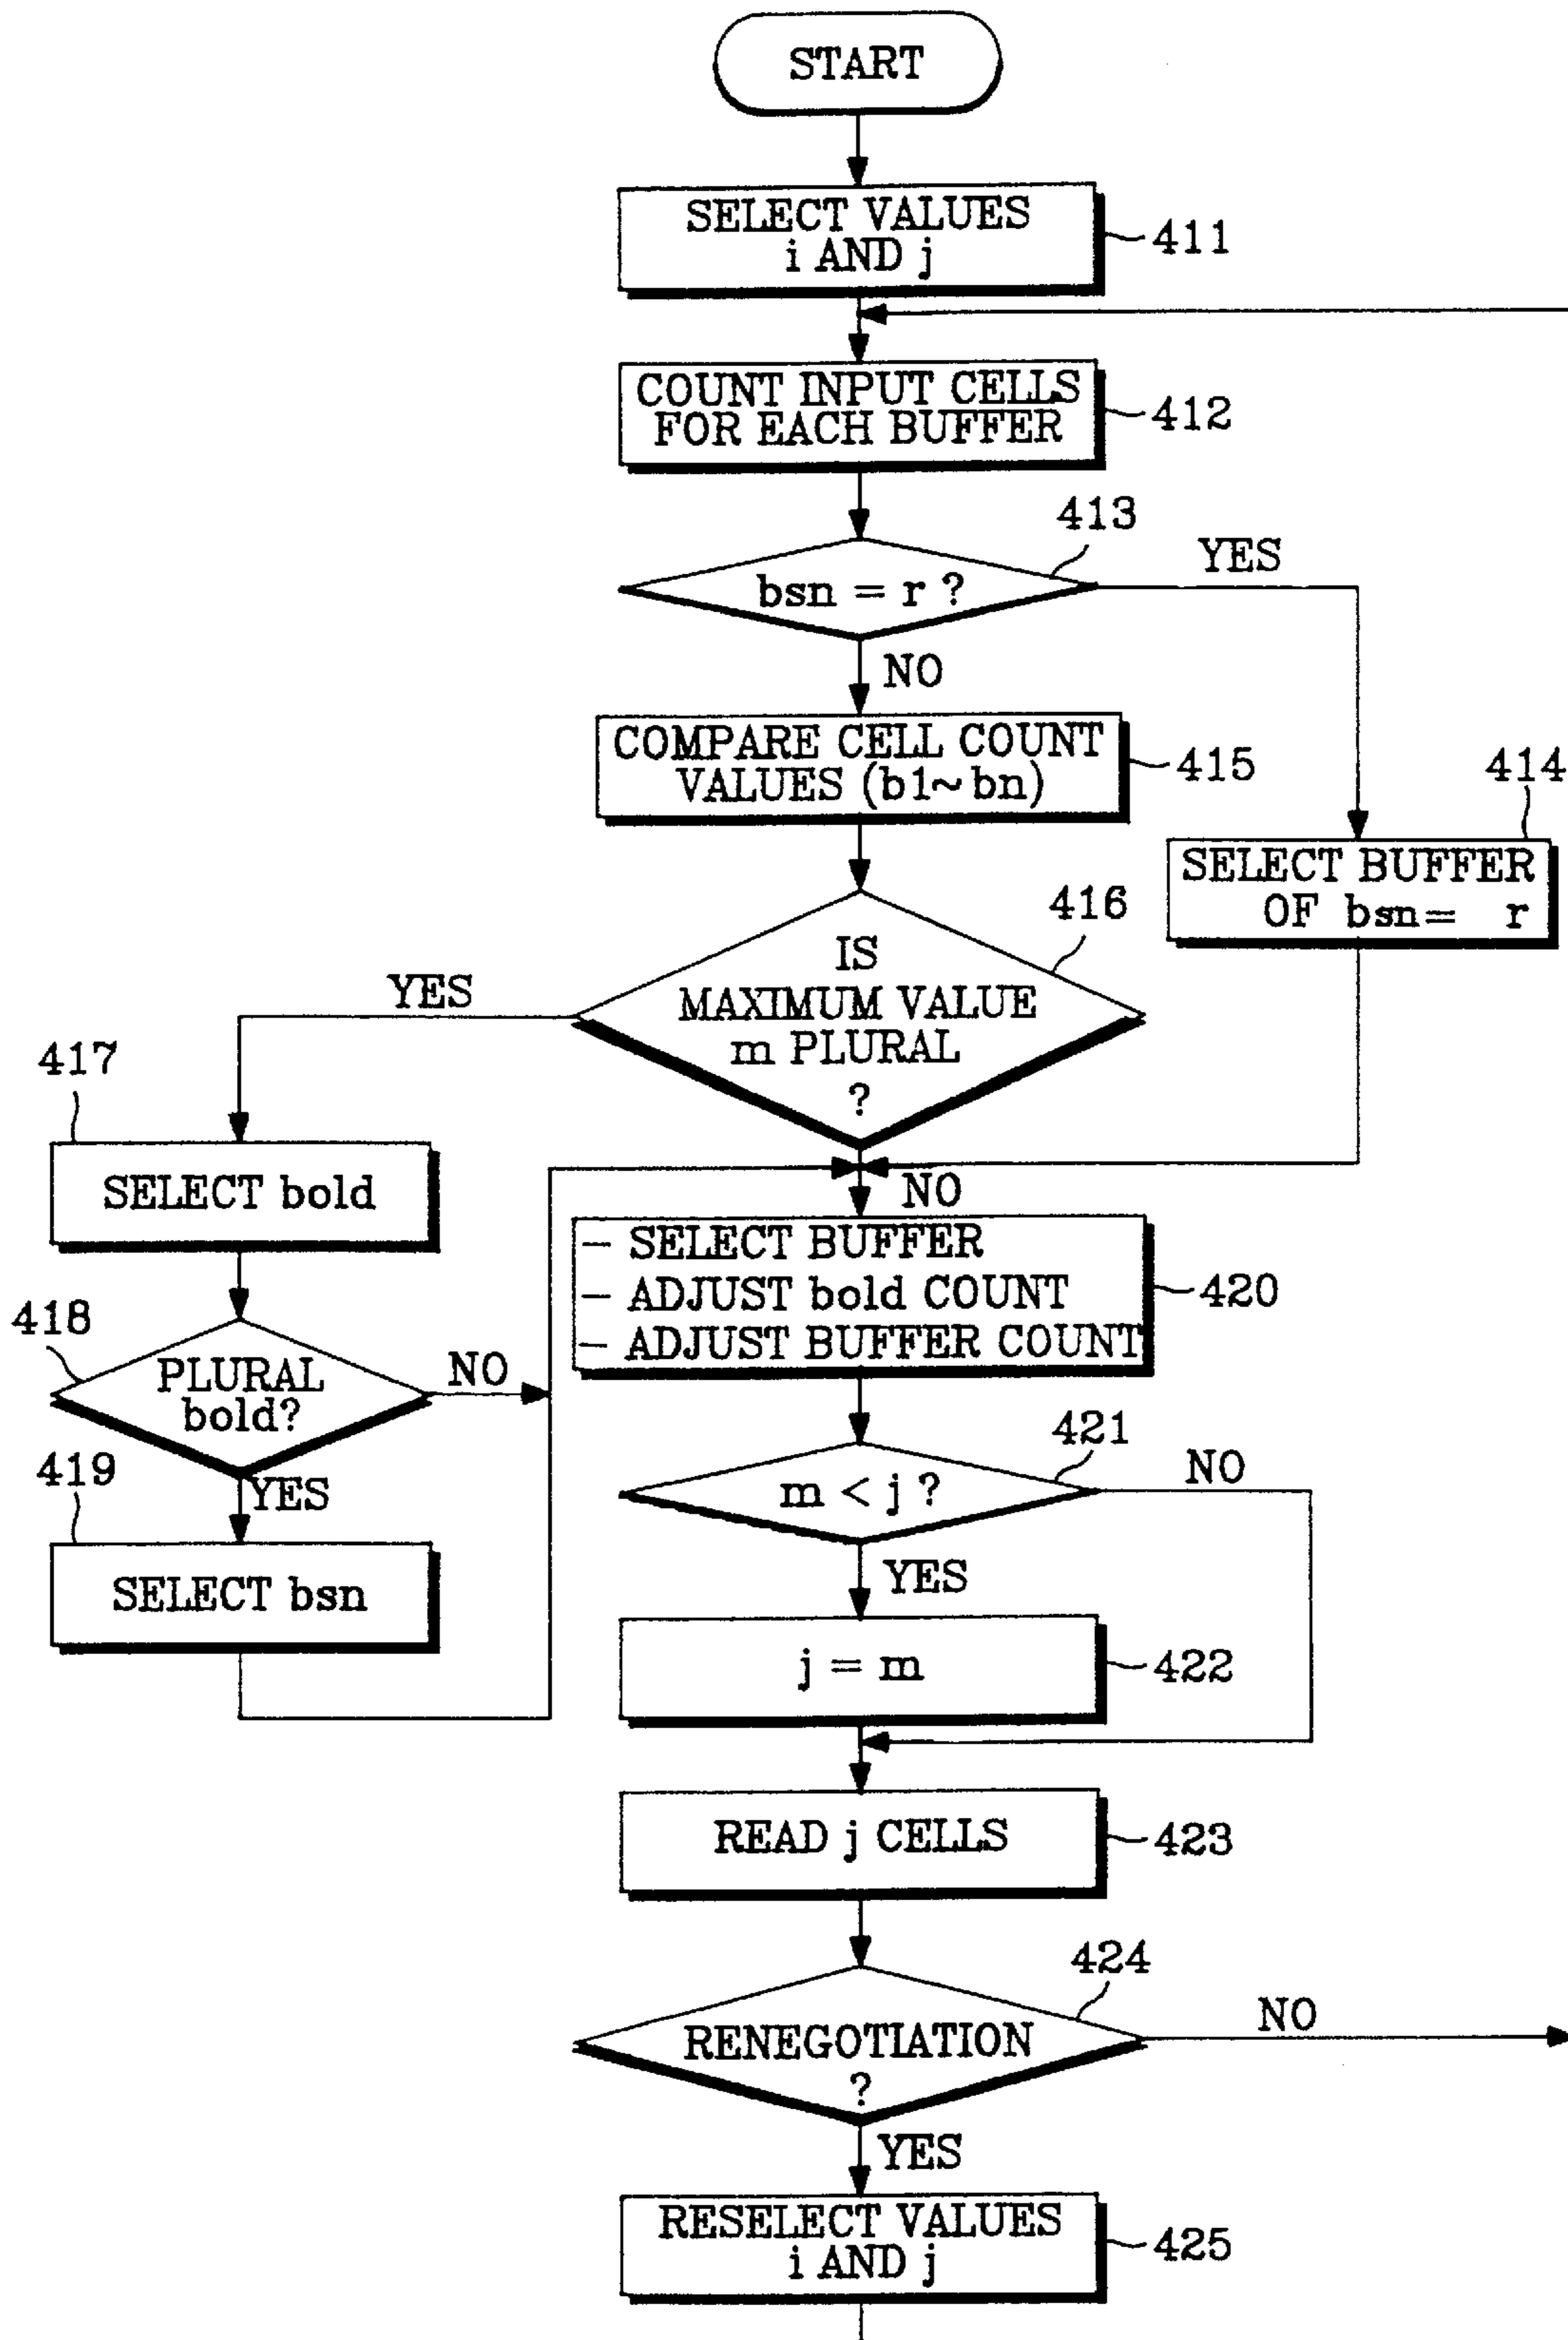 START
SELECT VALUES
i AND j
411
COUNT INPUT CELLS
FOR EACH BUFFER
412
413
bsn = r ?
YES
NO
COMPARE CELL COUNT
VALUES (b1~bn)
415
414
SELECT BUFFER
OF bsn= r
416
IS
MAXIMUM VALUE
m PLURAL
?
YES
417
SELECT bold
NO
- SELECT BUFFER
- ADJUST bold COUNT
- ADJUST BUFFER COUNT
420
418
PLURAL
bold?
NO
419
YES
SELECT bsn
421
m < j ?
NO
YES
j = m
422
READ j CELLS
423
424
RENEGOTIATION
?
NO
YES
RESELECT VALUES
i AND j
425